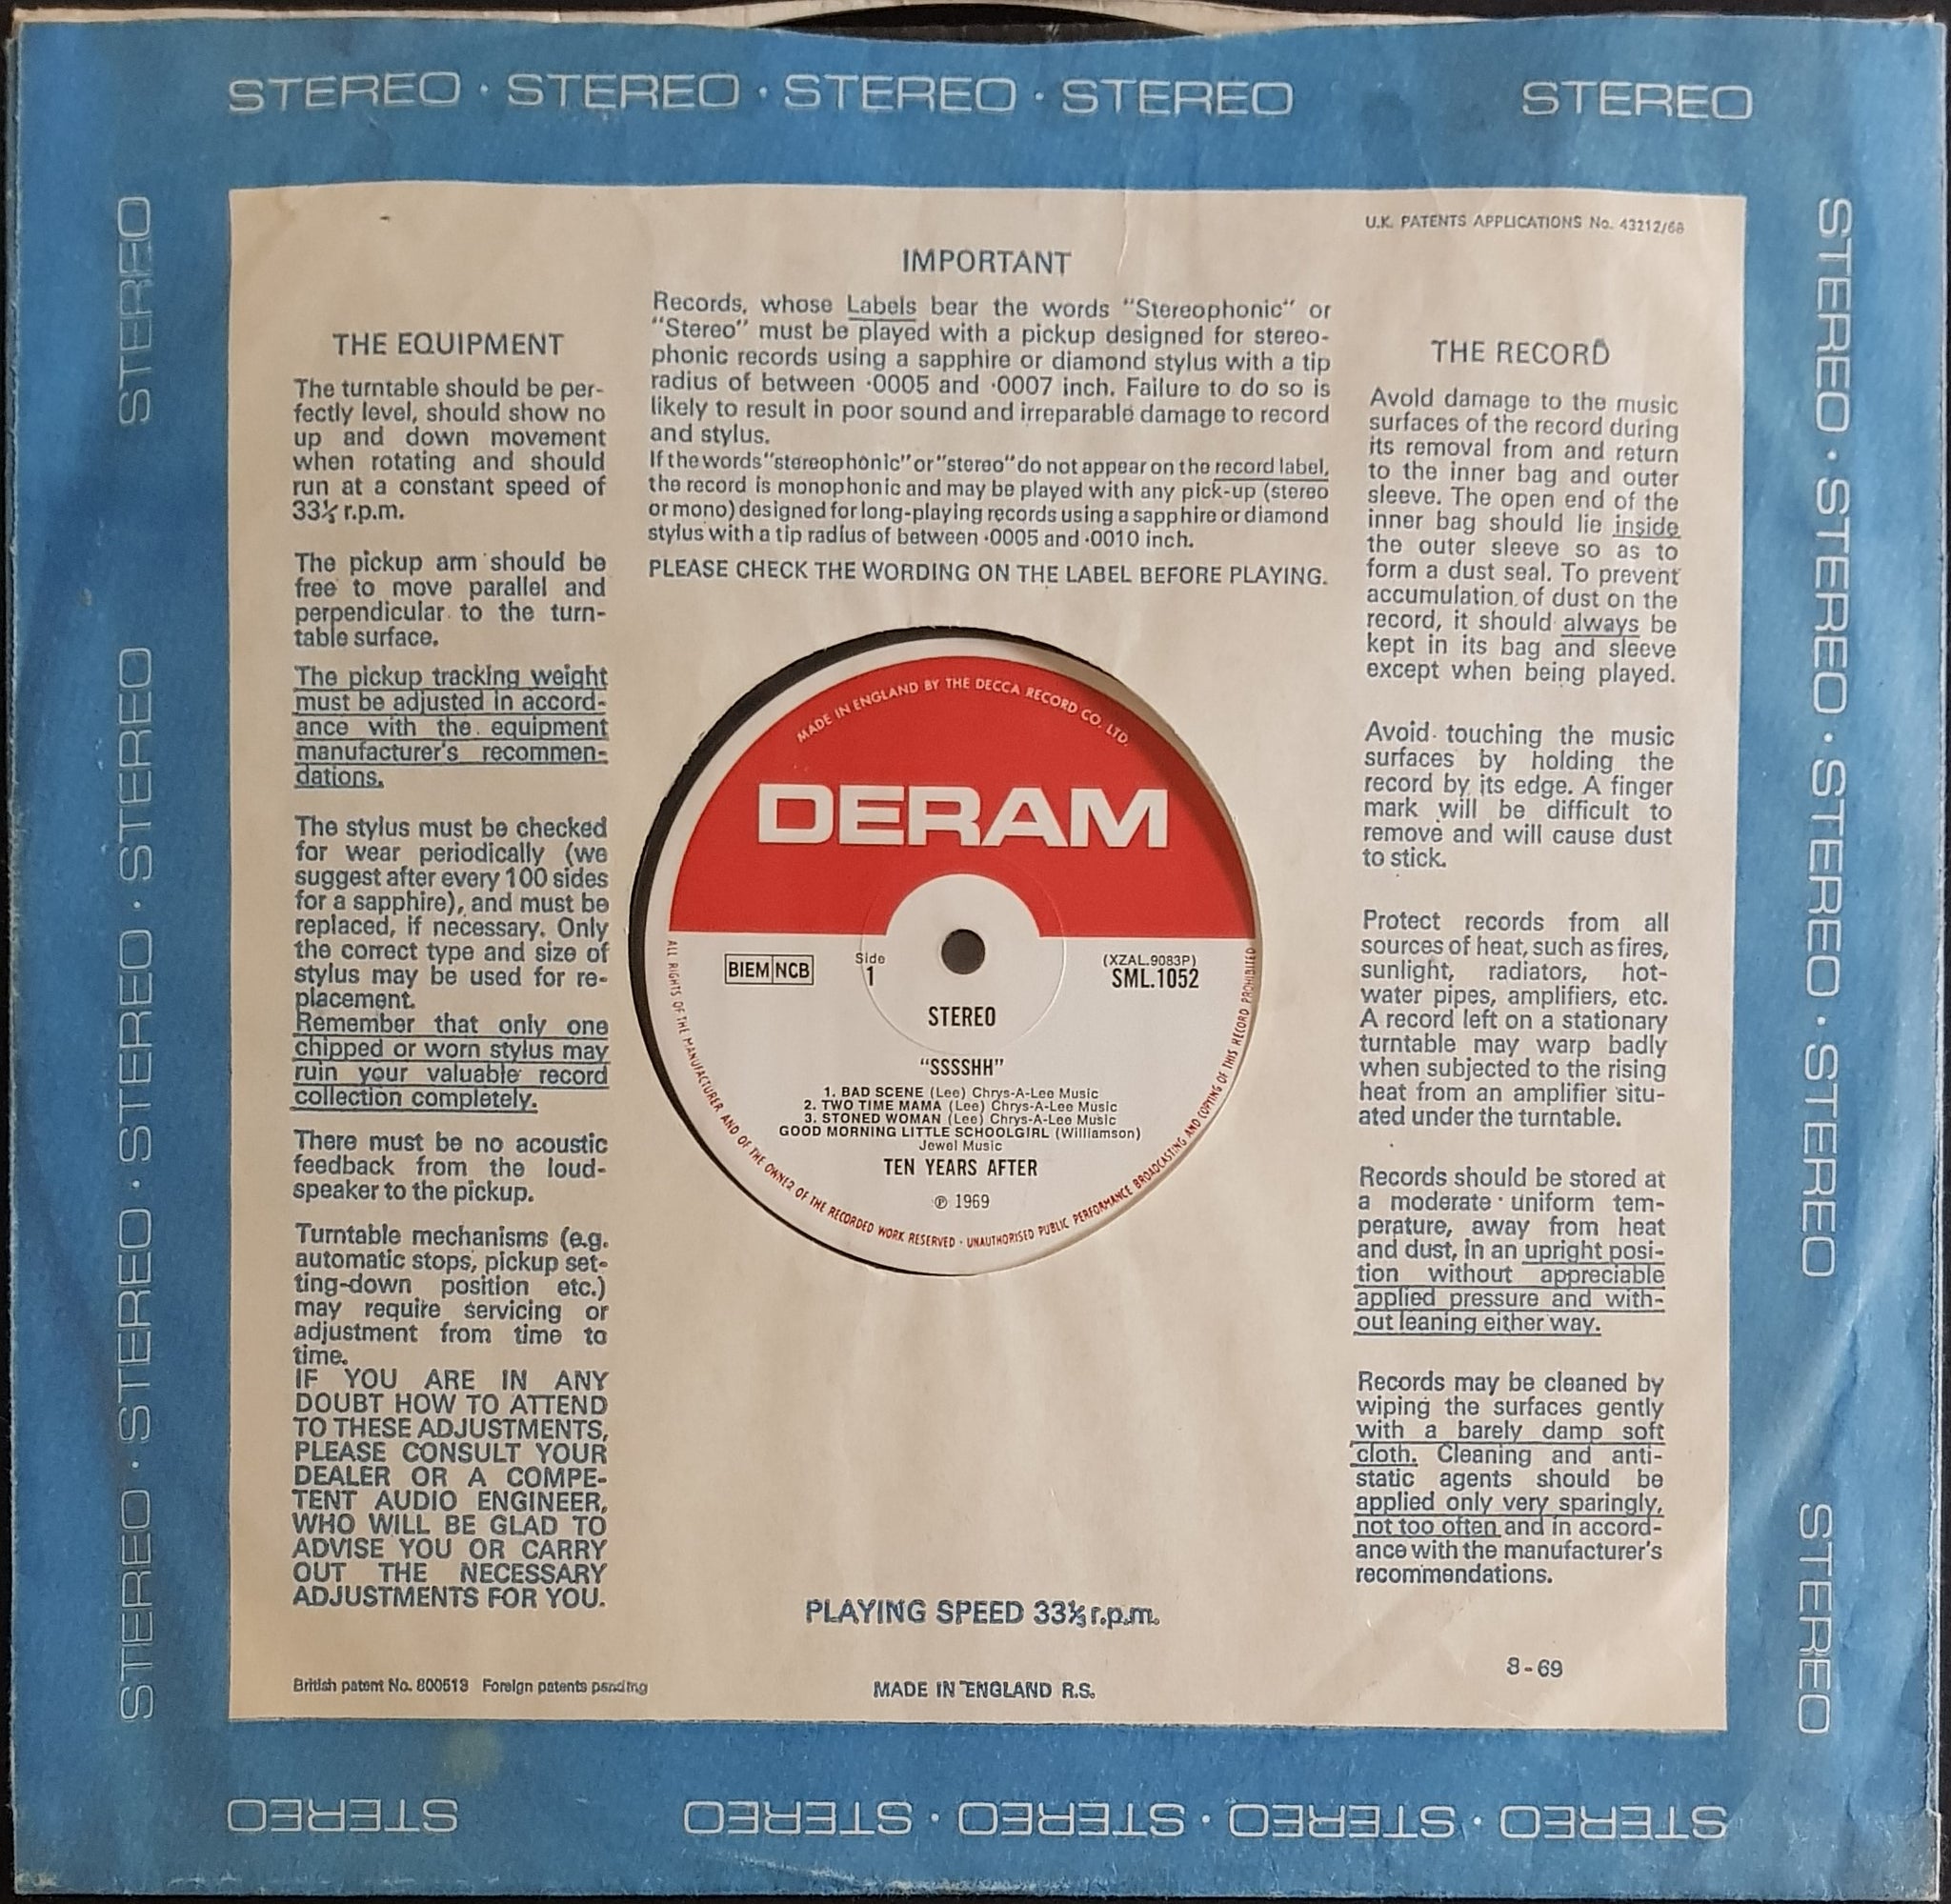 STEREO · STEREO · STEREO · STEREO STEREO
STEREO
STEREO · STEREO · STEREO · STEREO
U.K. PATENTS APPLICATIONS No. 43212/68
IMPORTANT
Records, whose Labels bear the words “Stereophonic” or
“Stereo” must be played with a pickup designed for stereo-
phonic records using a sapphire or diamond stylus with a tip
radius of between ·0005 and ·0007 inch. Failure to do so is
likely to result in poor sound and irreparable damage to record
and stylus.
If the words “stereophonic” or “stereo” do not appear on the record label,
the record is monophonic and may be played with any pick-up (stereo
or mono) designed for long-playing records using a sapphire or diamond
stylus with a tip radius of between ·0005 and ·0010 inch.
PLEASE CHECK THE WORDING ON THE LABEL BEFORE PLAYING.
THE EQUIPMENT
The turntable should be per-
fectly level, should show no
up and down movement
when rotating and should
run at a constant speed of
33⅓ r.p.m.
The pickup arm should be
free to move parallel and
perpendicular to the turn-
table surface.
The pickup tracking weight
must be adjusted in accord-
ance with the equipment
manufacturer's recommen-
dations.
The stylus must be checked
for wear periodically (we
suggest after every 100 sides
for a sapphire), and must be
replaced, if necessary. Only
the correct type and size of
stylus may be used for re-
placement.
Remember that only one
chipped or worn stylus may
ruin your valuable record
collection completely.
There must be no acoustic
feedback from the loud-
speaker to the pickup.
Turntable mechanisms (e.g.
automatic stops, pickup set-
ting-down position etc.)
may require servicing or
adjustment from time to
time.
IF YOU ARE IN ANY
DOUBT HOW TO ATTEND
TO THESE ADJUSTMENTS,
PLEASE CONSULT YOUR
DEALER OR A COMPE-
TENT AUDIO ENGINEER,
WHO WILL BE GLAD TO
ADVISE YOU OR CARRY
OUT THE NECESSARY
ADJUSTMENTS FOR YOU.
British patent No. 800513 Foreign patents pending
MADE IN ENGLAND BY THE DECCA RECORD CO. LTD.
DERAM
BIEM NCB
Side
1
(XZAL.9083P)
SML.1052
STEREO
“SSSSHH”
1. BAD SCENE (Lee) Chrys-A-Lee Music
2. TWO TIME MAMA (Lee) Chrys-A-Lee Music
3. STONED WOMAN (Lee) Chrys-A-Lee Music
GOOD MORNING LITTLE SCHOOLGIRL (Williamson)
Jewel Music
TEN YEARS AFTER
℗ 1969
ALL RIGHTS OF THE MANUFACTURER AND OF THE OWNER OF THE RECORDED WORK RESERVED · UNAUTHORISED PUBLIC PERFORMANCE BROADCASTING AND COPYING OF THIS RECORD PROHIBITED
PLAYING SPEED 33⅓ r.p.m.
MADE IN ENGLAND R.S.
THE RECORD
Avoid damage to the music
surfaces of the record during
its removal from and return
to the inner bag and outer
sleeve. The open end of the
inner bag should lie inside
the outer sleeve so as to
form a dust seal. To prevent
accumulation of dust on the
record, it should always be
kept in its bag and sleeve
except when being played.
Avoid touching the music
surfaces by holding the
record by its edge. A finger
mark will be difficult to
remove and will cause dust
to stick.
Protect records from all
sources of heat, such as fires,
sunlight, radiators, hot-
water pipes, amplifiers, etc.
A record left on a stationary
turntable may warp badly
when subjected to the rising
heat from an amplifier situ-
ated under the turntable.
Records should be stored at
a moderate uniform tem-
perature, away from heat
and dust, in an upright posi-
tion without appreciable
applied pressure and with-
out leaning either way.
Records may be cleaned by
wiping the surfaces gently
with a barely damp soft
cloth. Cleaning and anti-
static agents should be
applied only very sparingly,
not too often and in accord-
ance with the manufacturer's
recommendations.
8-69
STEREO · STEREO · STEREO · STEREO
STEREO
STEREO · STEREO · STEREO · STEREO STEREO